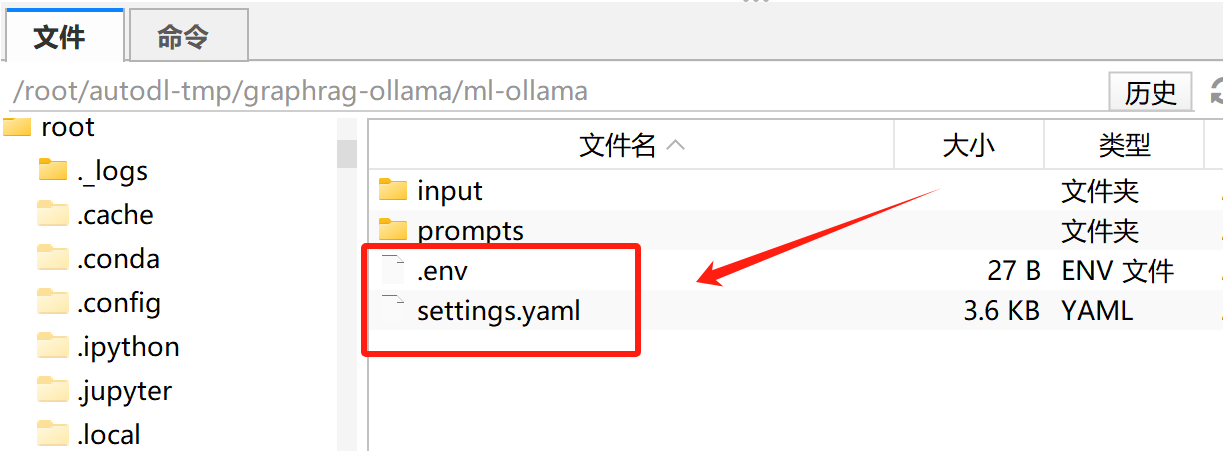 文件 命令
/root/autodl-tmp/graphrag-ollama/ml-ollama 历史
root
._logs
.cache
.conda
.config
.ipython
.jupyter
.local
文件名 大小 类型
input 文件夹
prompts 文件夹
.env 27 B ENV 文件
settings.yaml 3.6 KB YAML